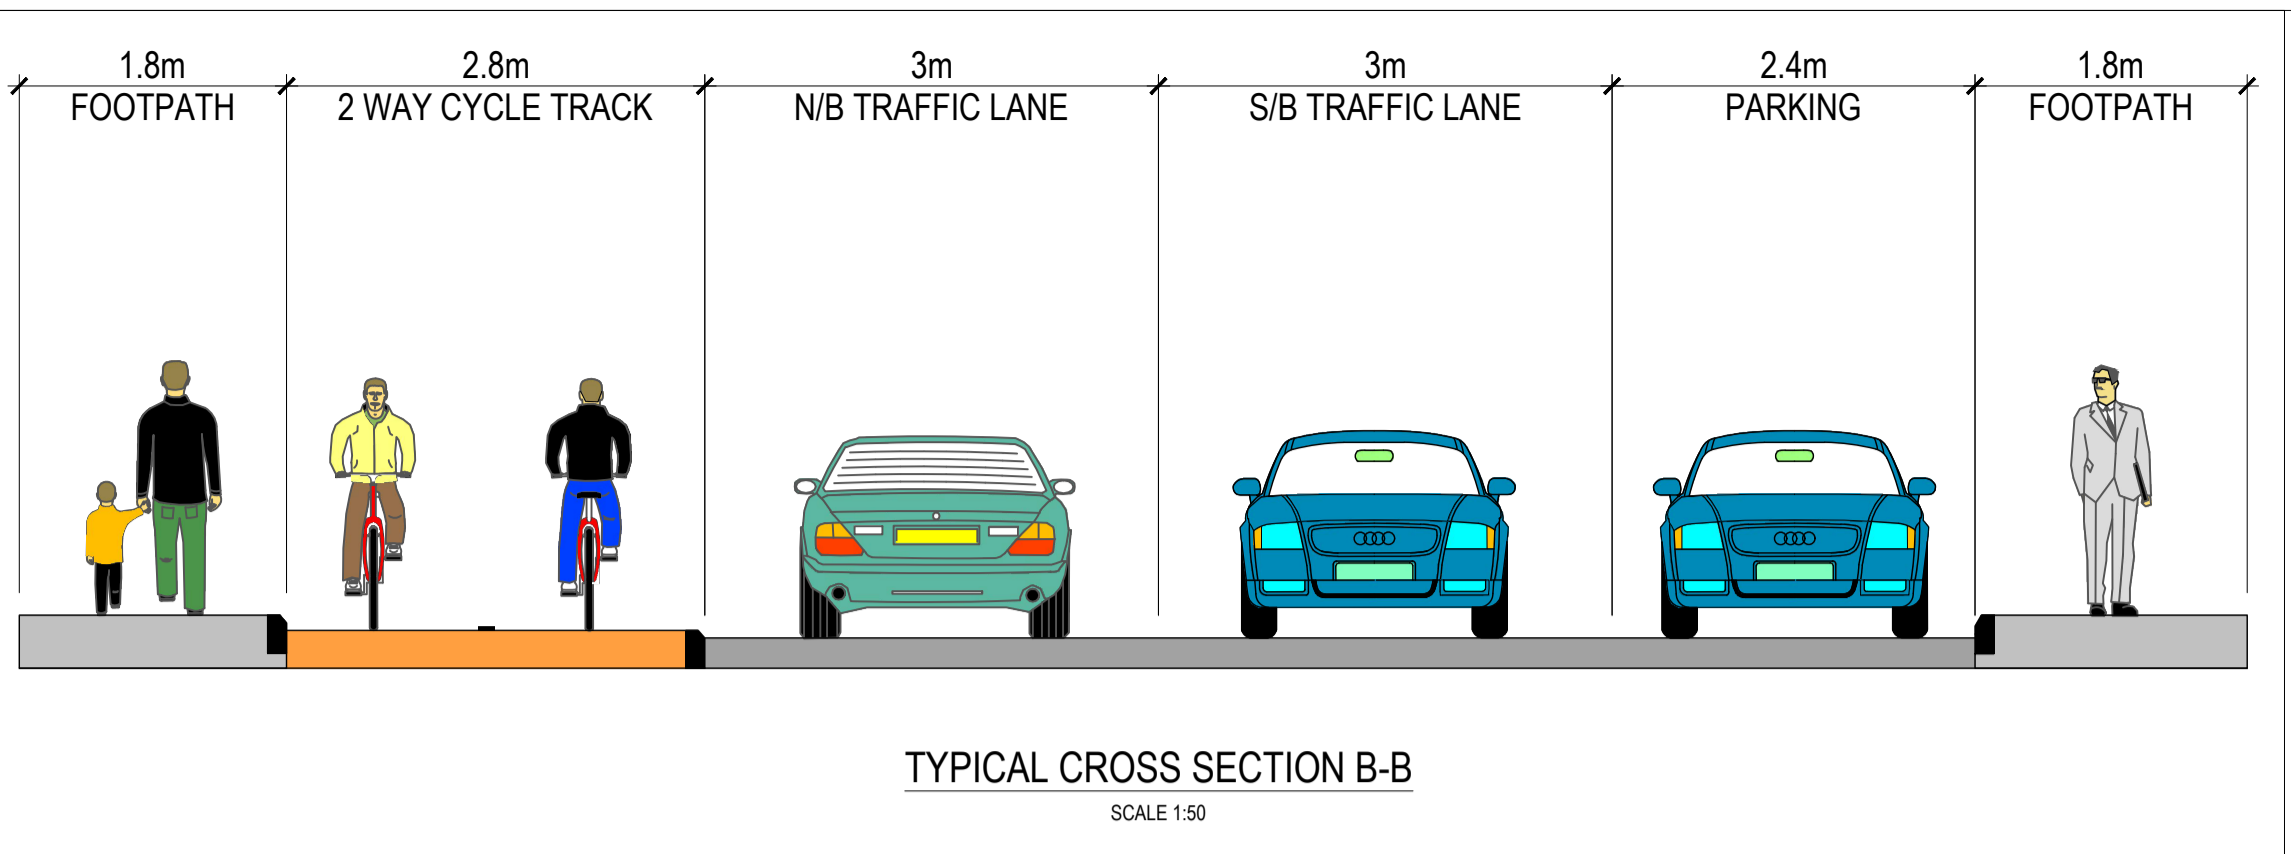 1.8m 2.8m 3m 3m 2.4m 1.8m
FOOTPATH 2 WAY CYCLE TRACK N/B TRAFFIC LANE S/B TRAFFIC LANE PARKING FOOTPATH
TYPICAL CROSS SECTION B-B
SCALE 1:50